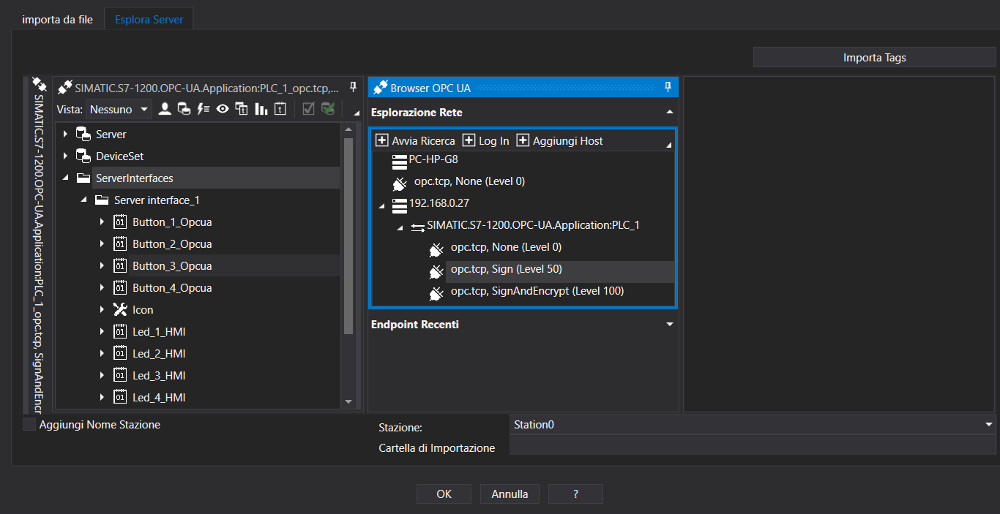 importa da file
Esplora Server
Importa Tags
SIMATIC.S7-1200.OPC-UA.Application:PLC_1_opc.tcp, SignAndEncr
SIMATIC.S7-1200.OPC-UA.Application:PLC_1_opc.tcp,...
Vista:
Nessuno
Server
DeviceSet
ServerInterfaces
Server interface_1
Button_1_Opcua
Button_2_Opcua
Button_3_Opcua
Button_4_Opcua
Icon
Led_1_HMI
Led_2_HMI
Led_3_HMI
Led_4_HMI
Browser OPC UA
Esplorazione Rete
Avvia Ricerca
Log In
Aggiungi Host
PC-HP-G8
opc.tcp, None (Level 0)
192.168.0.27
SIMATIC.S7-1200.OPC-UA.Application:PLC_1
opc.tcp, None (Level 0)
opc.tcp, Sign (Level 50)
opc.tcp, SignAndEncrypt (Level 100)
Endpoint Recenti
Aggiungi Nome Stazione
Stazione:
Station0
Cartella di Importazione
OK
Annulla
?